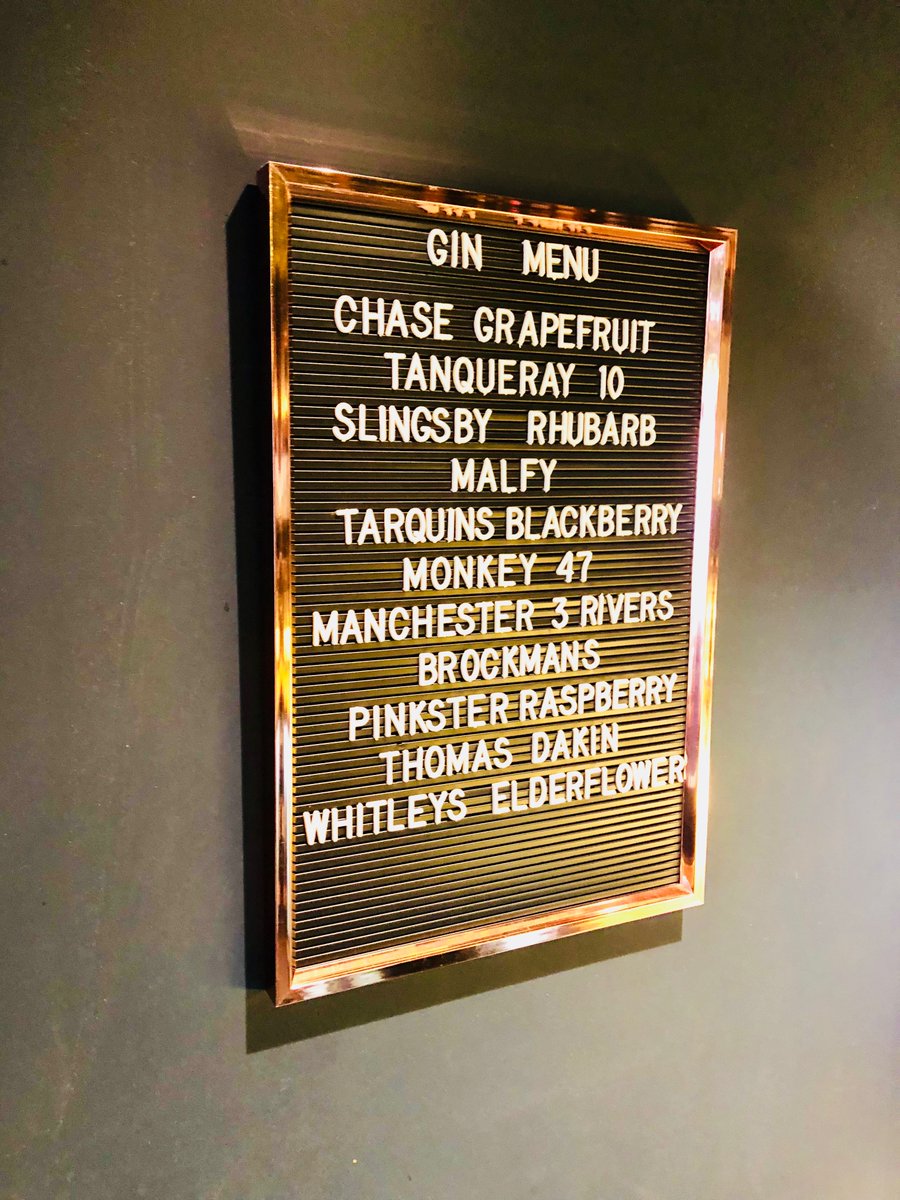 GIN MENU
CHASE GRAPEFRUIT
TANQUERAY 10
SLINGSBY RHUBARB
MALFY
TARQUINS BLACKBERRY
MONKEY 47
MANCHESTER 3 RIVERS
BROCKMANS
PINKSTER RASPBERRY
THOMAS DAKIN
WHITLEYS ELDERFLOWER